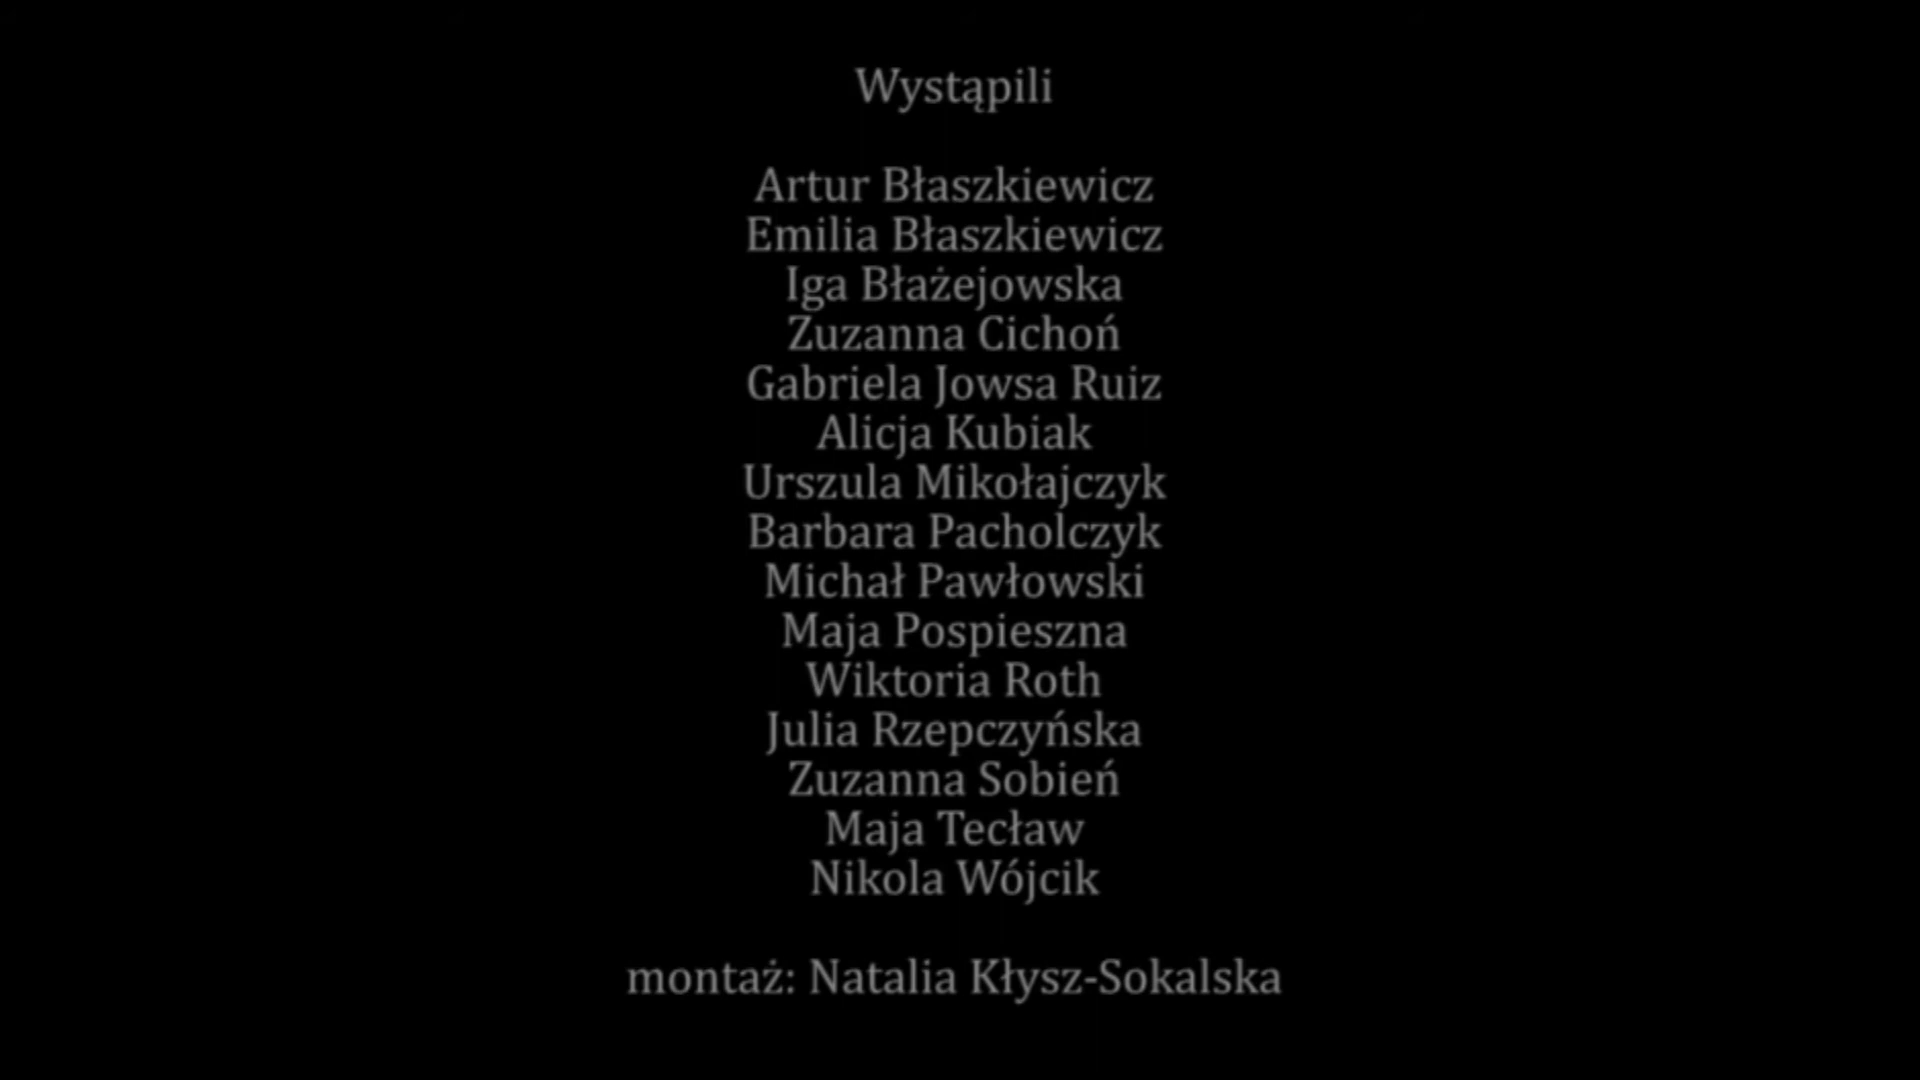 Wystąpili
Artur Błaszkiewicz
Emilia Błaszkiewicz
Iga Błażejowska
Zuzanna Cichoń
Gabriela Jowsa Ruiz
Alicja Kubiak
Urszula Mikołajczyk
Barbara Pacholczyk
Michał Pawłowski
Maja Pospieszna
Wiktoria Roth
Julia Rzepczyńska
Zuzanna Sobień
Maja Tecław
Nikola Wójcik
montaż: Natalia Kłysz-Sokalska